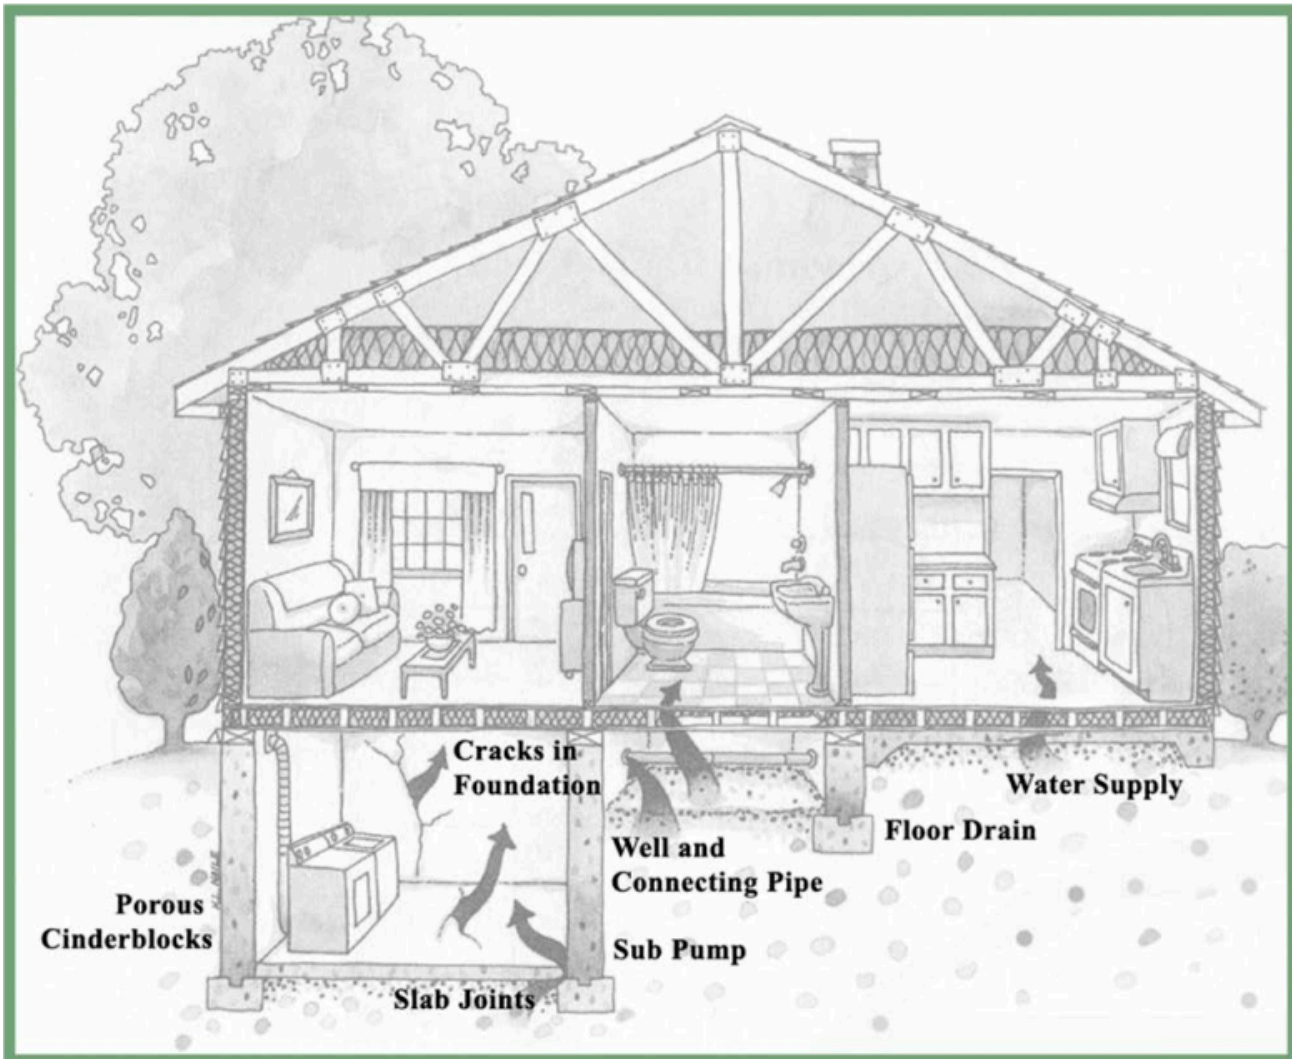 Cracks in
Foundation
Water Supply
Floor Drain
Well and
Connecting Pipe
Porous
Cinderblocks
Sub Pump
Slab Joints